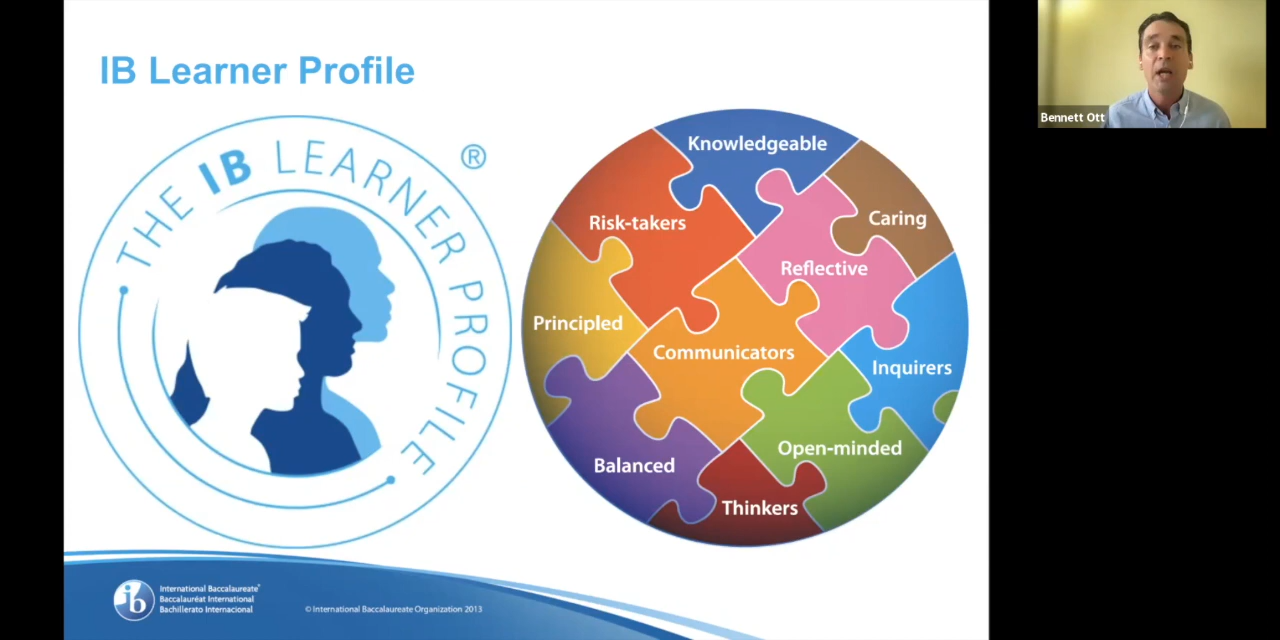 IB Learner Profile
THE IB LEARNER PROFILE
®
Knowledgeable
Caring
Risk-takers
Reflective
Principled
Communicators
Inquirers
Open-minded
Balanced
Thinkers
ib
International Baccalaureate®
Baccalauréat International
Bachillerato Internacional
© International Baccalaureate Organization 2013
Bennett Ott